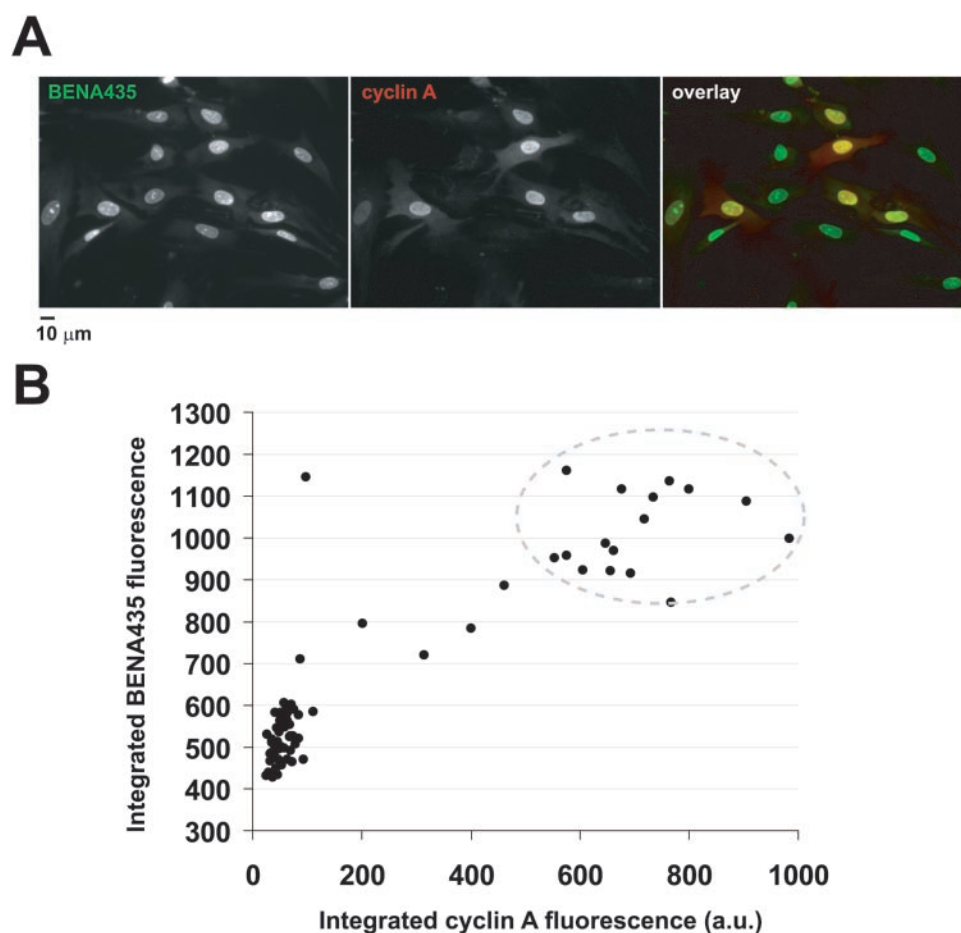 A
BENA435
cyclin A
overlay
10 μm
B
Integrated BENA435 fluorescence
1300
1200
1100
1000
900
800
700
600
500
400
300
0 200 400 600 800 1000
Integrated cyclin A fluorescence (a.u.)